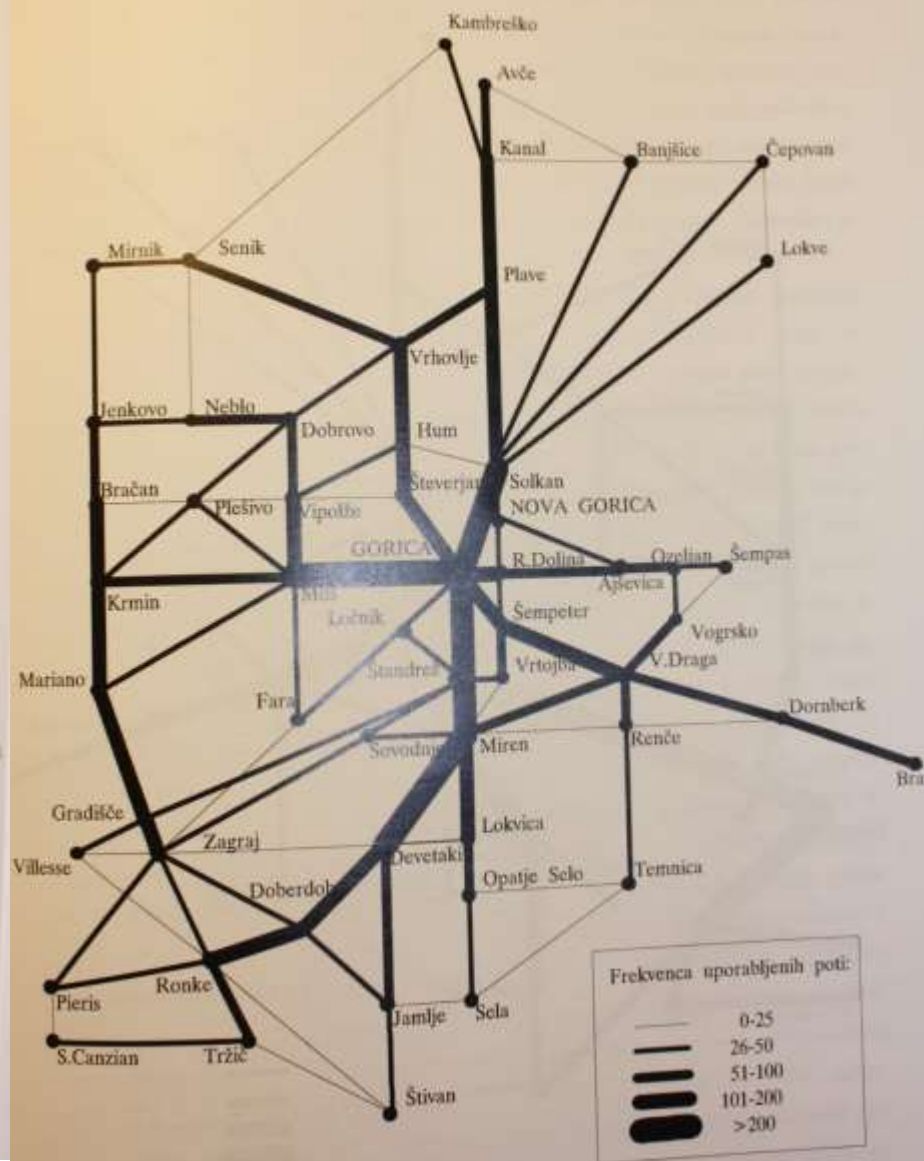 Kambreško
Avče
Kanal
Banjšice
Čepovan
Mirnik
Senik
Lokve
Plave
Vrhovlje
Jenkovo
Neblo
Dobrovo
Hum
Bračan
Plešivo
Vipolže
Števerjan
Solkan
NOVA GORICA
GORICA
R.Dolina
Ozeljan
Šempas
Ajševica
Krmin
Ločnik
Šempeter
Vogrsko
Mariano
Štandrež
Vrtojba
V.Draga
Fara
Dornberk
Sovodnje
Miren
Renče
Bra
Gradišče
Zagraj
Lokvica
Villesse
Devetaki
Doberdob
Opatje Selo
Temnica
Pieris
Ronke
Jamlje
Sela
S.Canzian
Tržič
Štivan
Frekvenca uporabljenih poti:
0-25
26-50
51-100
101-200
>200